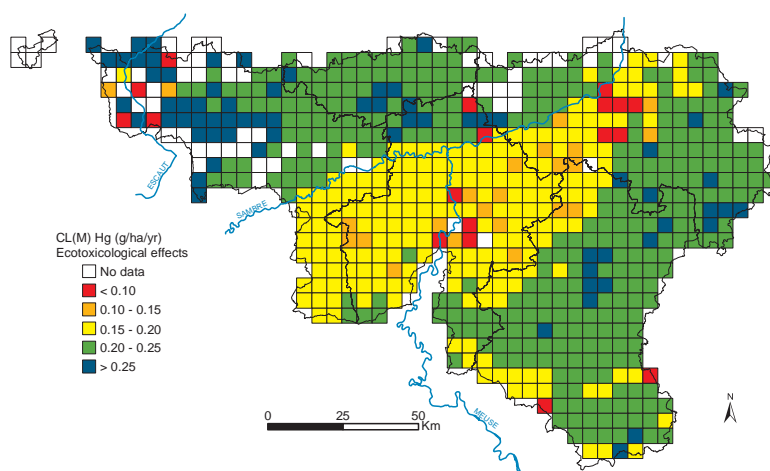 ESCAUT
SAMBRE
CL(M) Hg (g/ha/yr)
Ecotoxicological effects
No data
< 0.10
0.10 - 0.15
0.15 - 0.20
0.20 - 0.25
> 0.25
MEUSE
N
0 25 50
Km